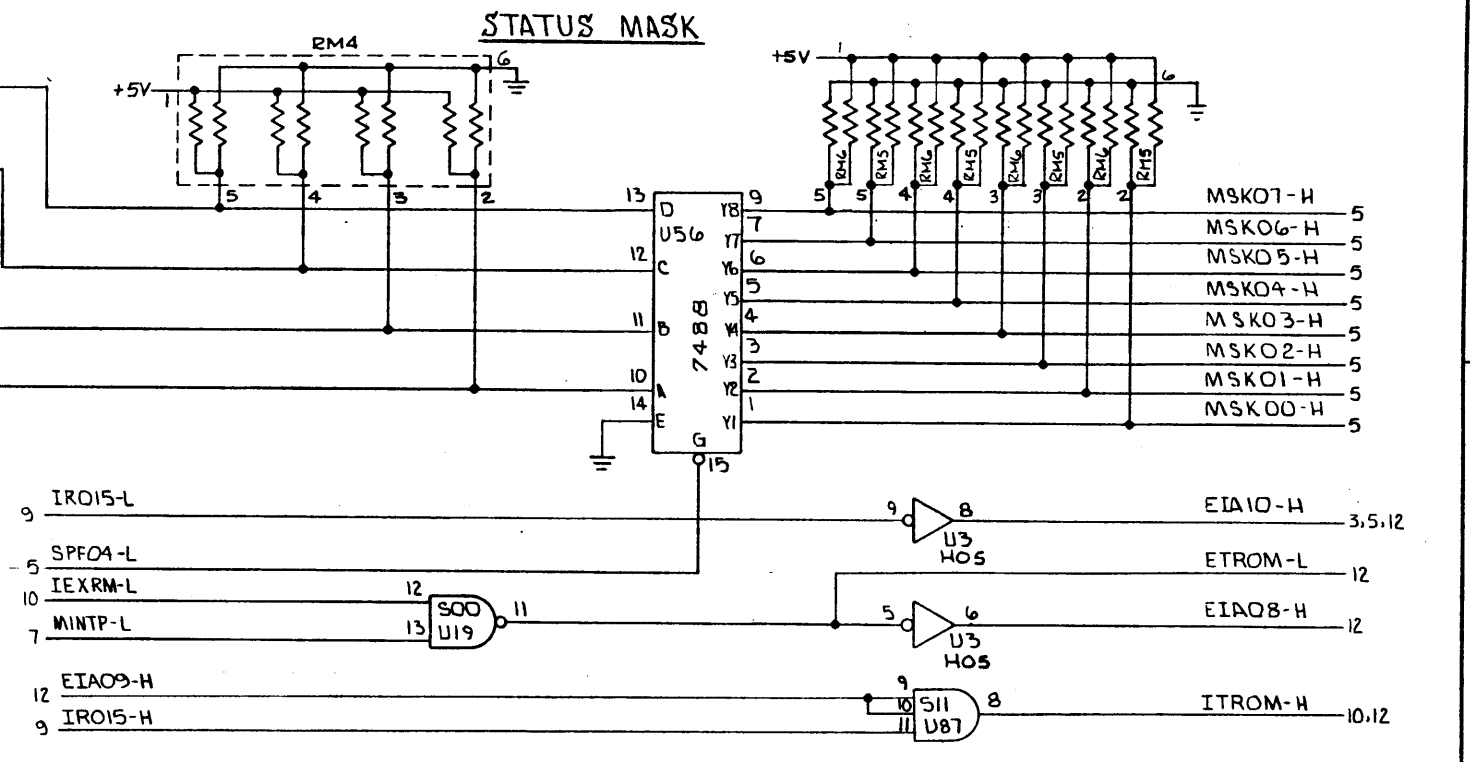 STATUS MASK
RM4
+5V
1
6
5
4
3
2
+5V
1
6
RM6
RM5
RM6
RM5
RM6
RM5
RM6
RM5
5
5
4
4
3
3
2
2
13 D
U56
12 C
7488
11 B
10 A
14 E
G
15
Y8 9 MSK07-H 5
Y7 7 MSK06-H 5
Y6 6 MSK05-H 5
Y5 5 MSK04-H 5
Y4 4 MSK03-H 5
Y3 3 MSK02-H 5
Y2 2 MSK01-H 5
Y1 1 MSK00-H 5
9 IR015-L
9 8
U3
H05
EIA10-H 3,5,12
5 SPF04-L
ETROM-L 12
10 IEXRM-L
7 MINTP-L
12
13
S00
U19
11
5 6
U3
H05
EIA08-H 12
12 EIA09-H
9 IR015-H
9
10
11
S11
U87
8
ITROM-H 10,12